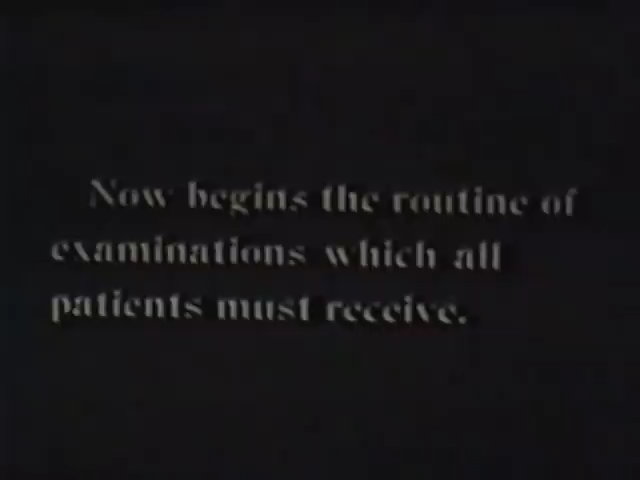 Now begins the routine of
examinations which all
patients must receive.